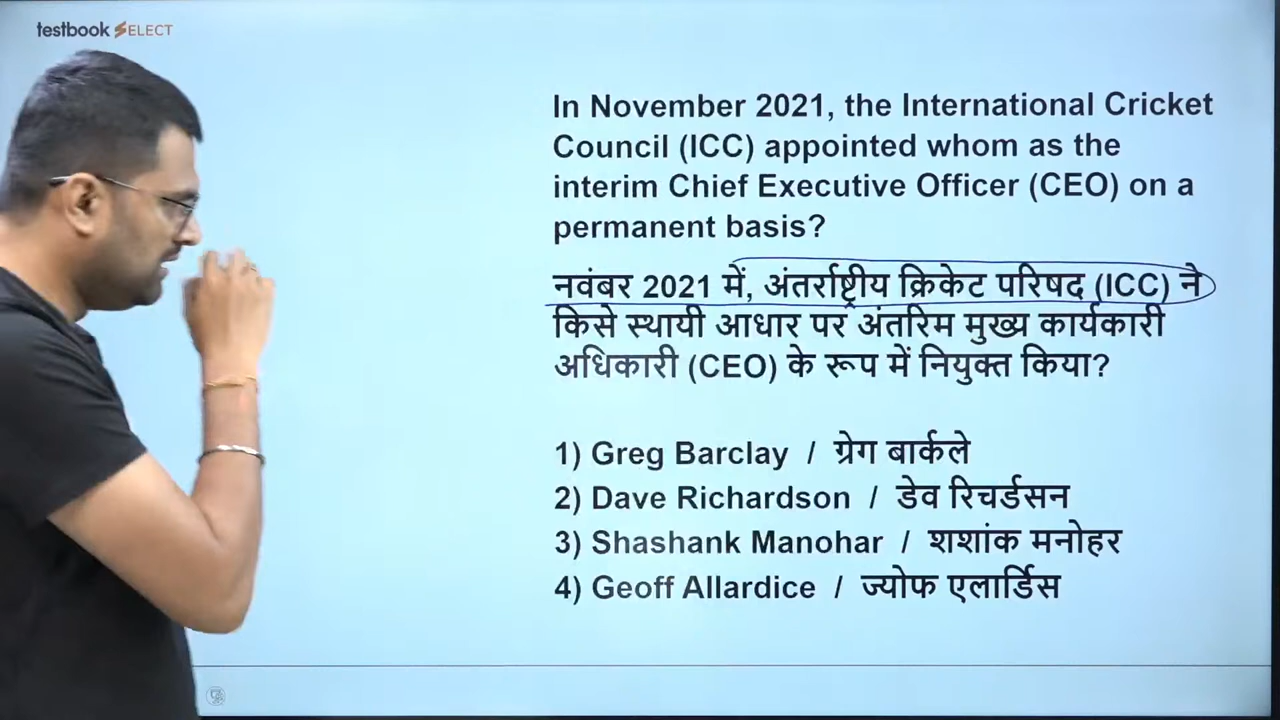 testbook SELECT
In November 2021, the International Cricket
Council (ICC) appointed whom as the
interim Chief Executive Officer (CEO) on a
permanent basis?
नवंबर 2021 में, अंतर्राष्ट्रीय क्रिकेट परिषद (ICC) ने
किसे स्थायी आधार पर अंतरिम मुख्य कार्यकारी
अधिकारी (CEO) के रूप में नियुक्त किया?
1) Greg Barclay / ग्रेग बार्कले
2) Dave Richardson / डेव रिचर्डसन
3) Shashank Manohar / शशांक मनोहर
4) Geoff Allardice / ज्योफ एलार्डिस